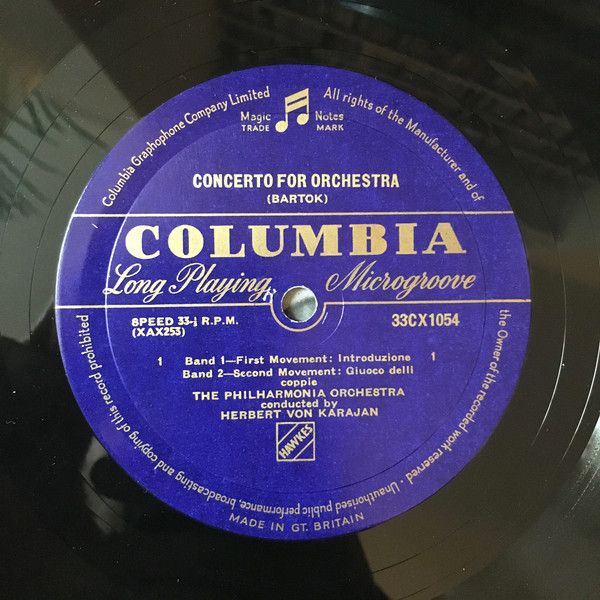 Columbia Graphophone Company Limited
All rights of the Manufacturer and of
the Owner of the recorded work reserved · Unauthorised public performance, broadcasting and copying of this record prohibited
Magic Notes
TRADE MARK
CONCERTO FOR ORCHESTRA
(BARTOK)
COLUMBIA
Long Playing Microgroove
SPEED 33⅓ R.P.M.
(XAX253)
33CX1054
1 Band 1—First Movement: Introduzione 1
Band 2—Second Movement: Giuoco delli
coppie
THE PHILHARMONIA ORCHESTRA
conducted by
HERBERT VON KARAJAN
HAWKES
MADE IN GT. BRITAIN